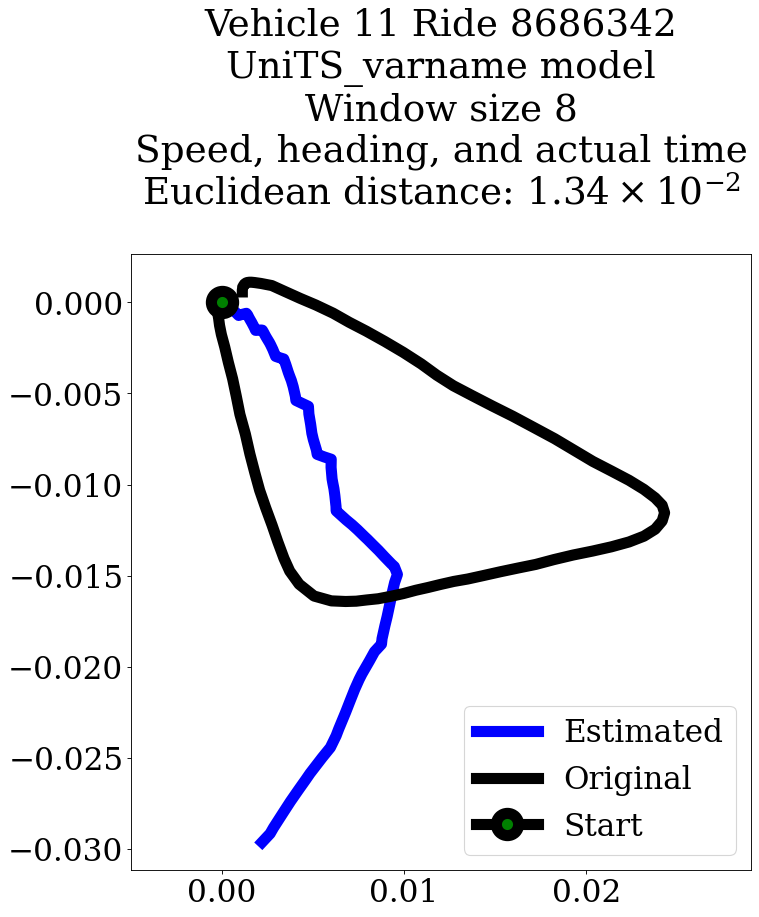 Vehicle 11 Ride 8686342
UniTS_varname model
Window size 8
Speed, heading, and actual time
Euclidean distance: 1.34 × 10⁻²
0.000
−0.005
−0.010
−0.015
−0.020
−0.025
−0.030
Estimated
Original
Start
0.00 0.01 0.02